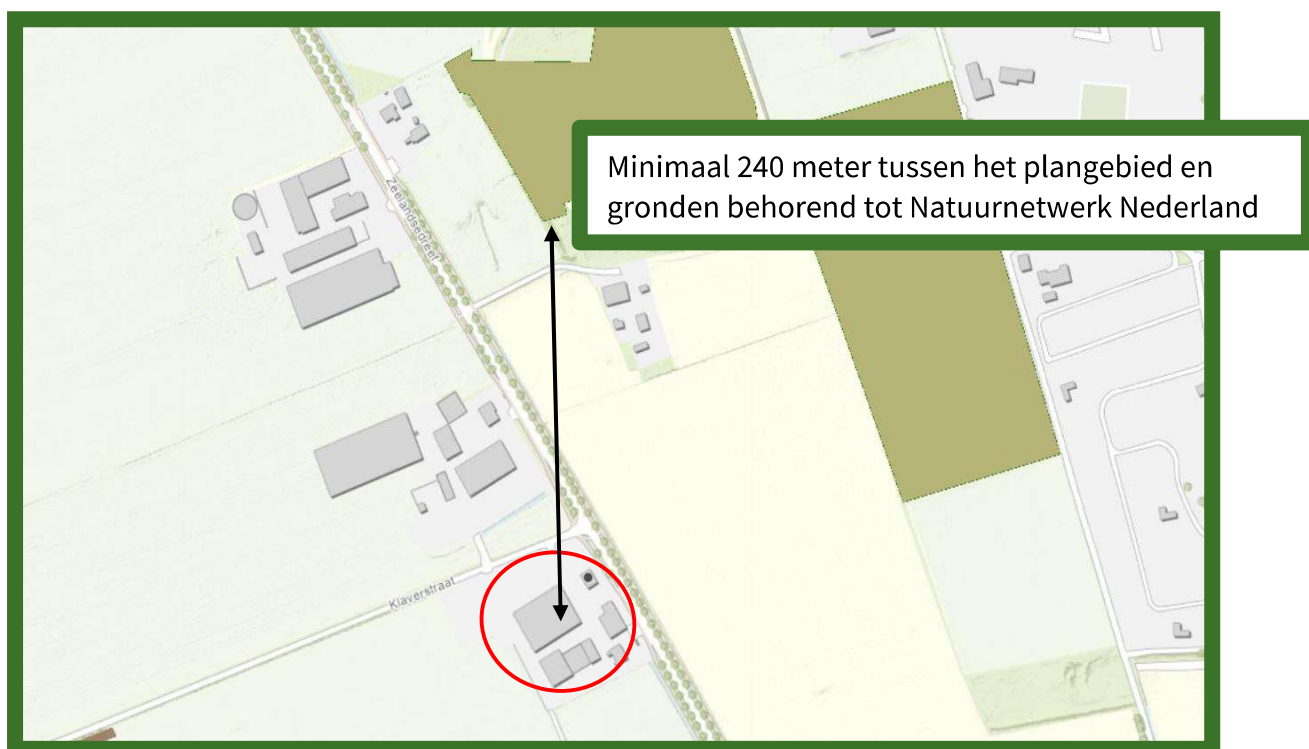 Minimaal 240 meter tussen het plangebied en
gronden behorend tot Natuurnetwerk Nederland
Zeelandsedreef
Klaverstraat